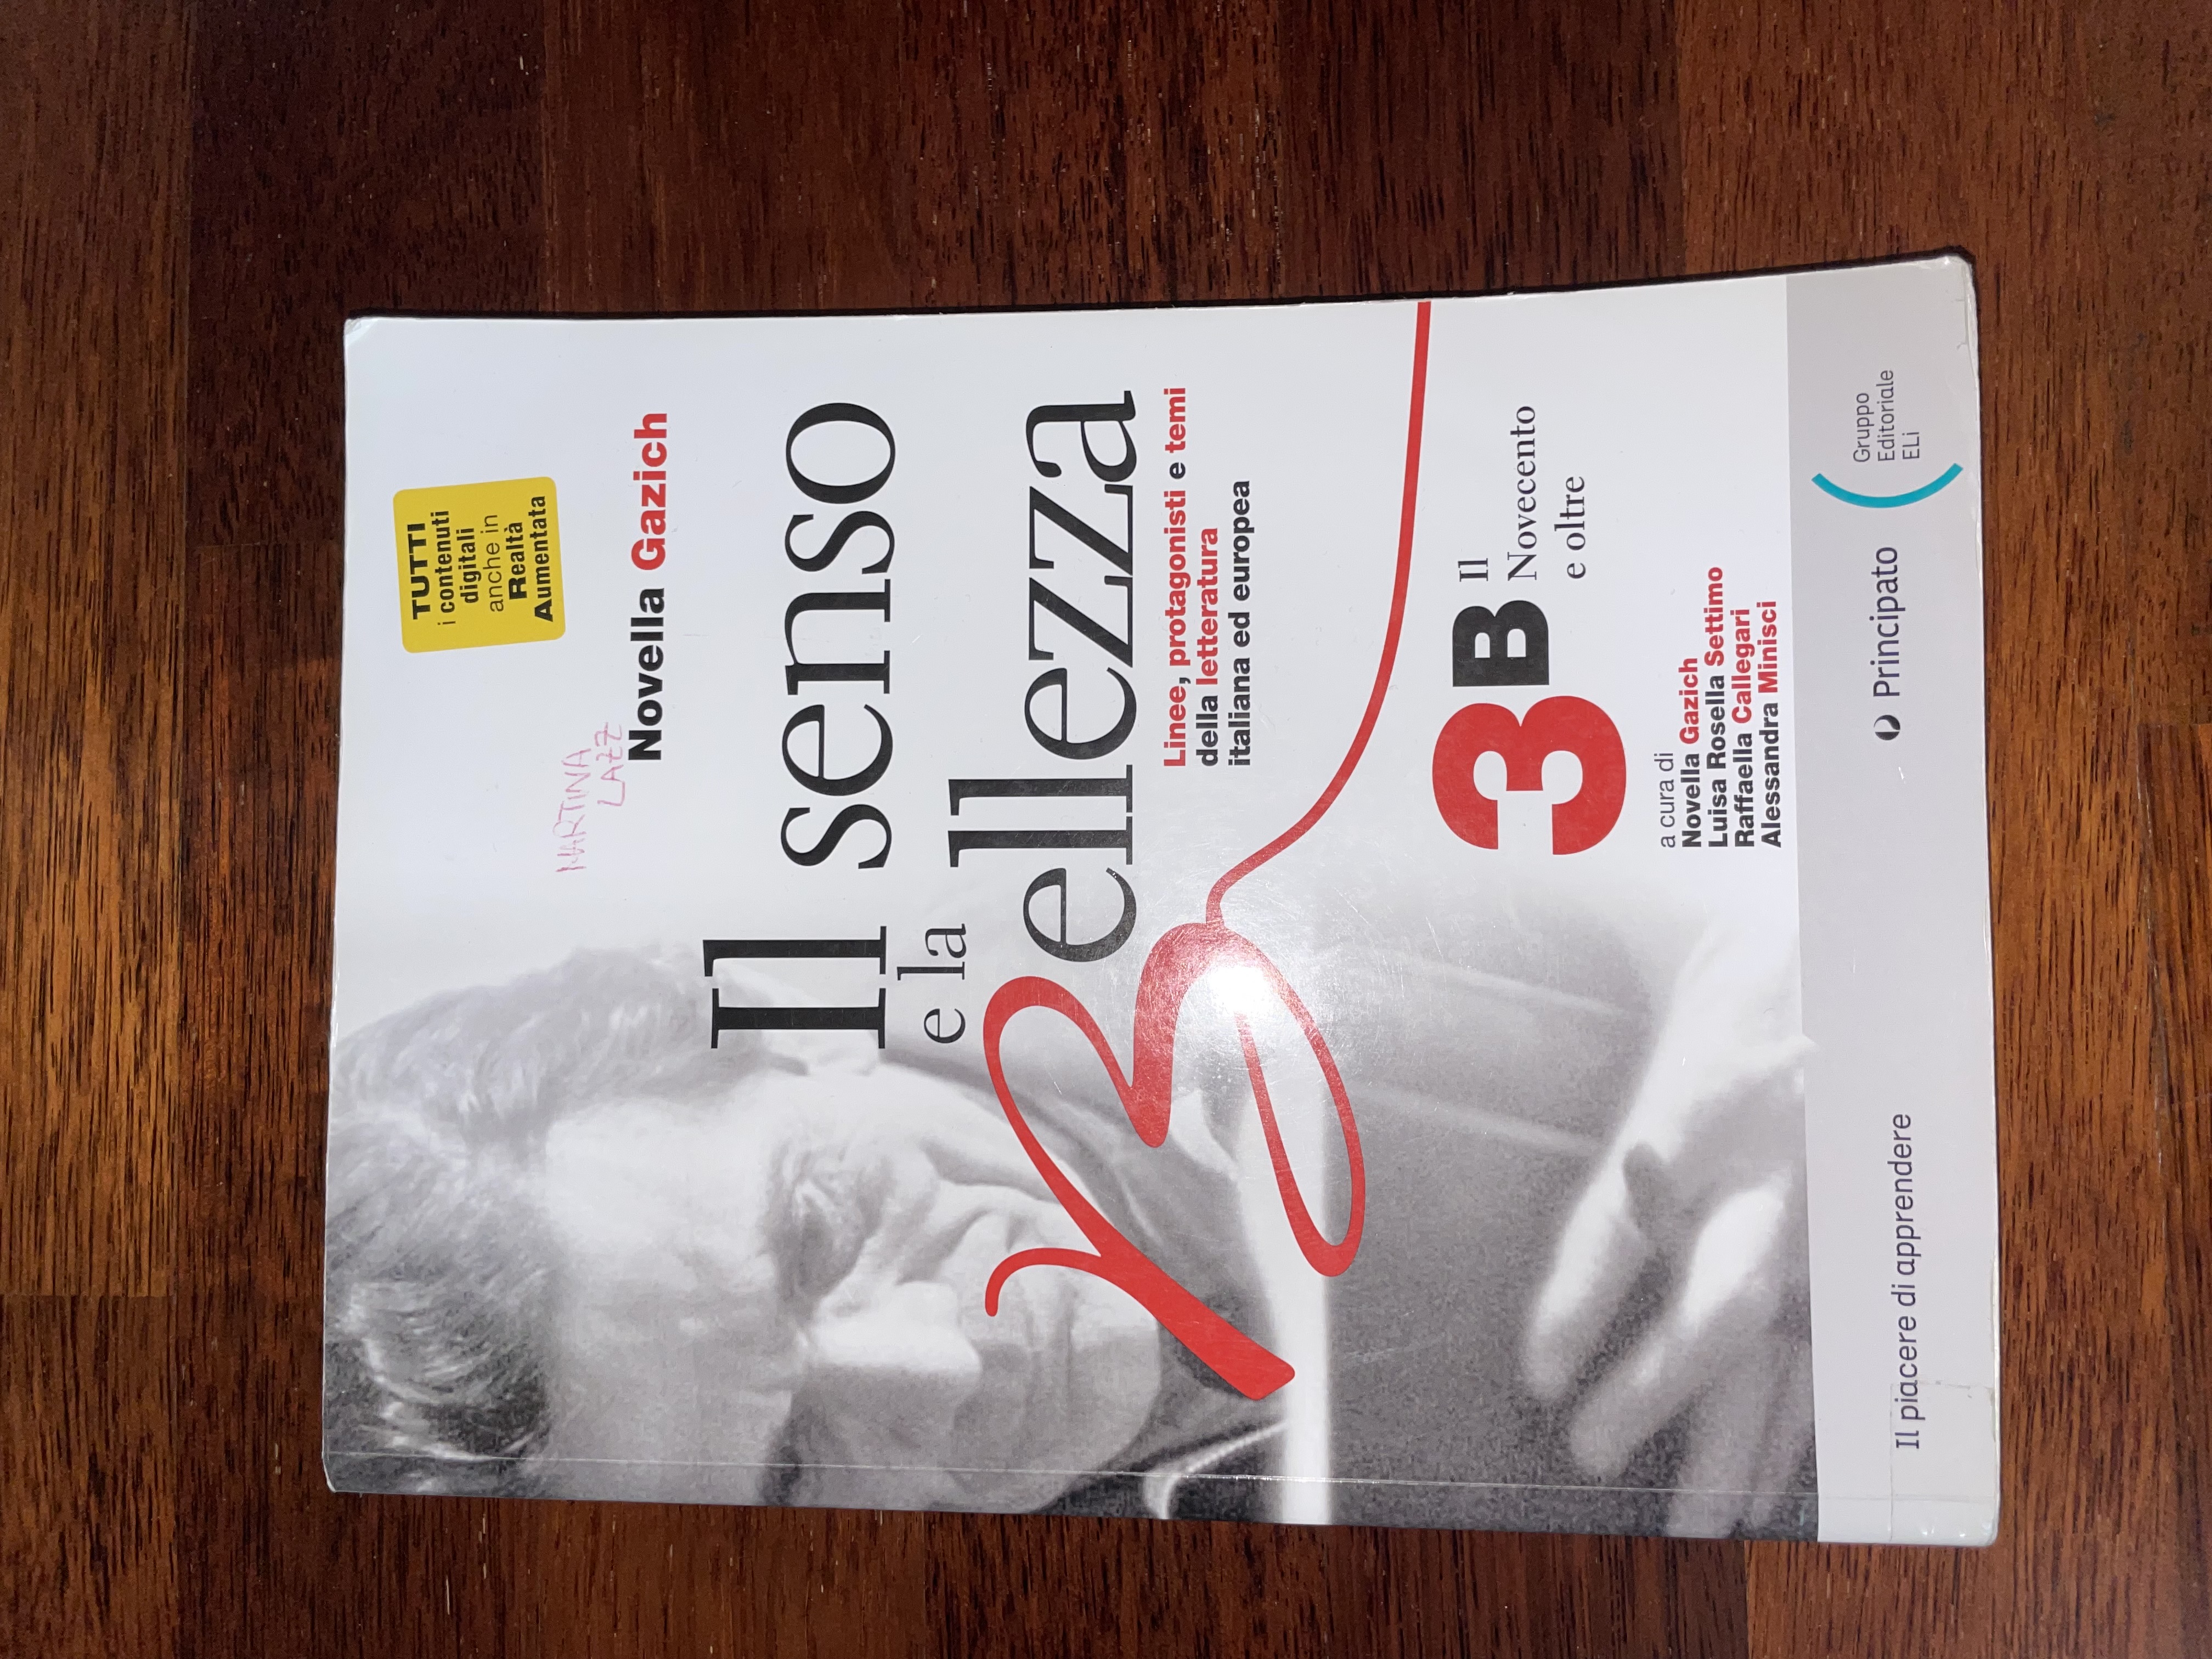 TUTTI
i contenuti
digitali
anche in
Realtà
Aumentata
MARTINA
LAZZ
Novella Gazich
Il senso
e la
Bellezza
Linee, protagonisti e temi
della letteratura
italiana ed europea
3B Il
Novecento
e oltre
a cura di
Novella Gazich
Luisa Rosella Settimo
Raffaella Callegari
Alessandra Minisci
Il piacere di apprendere
Principato
Gruppo
Editoriale
ELi